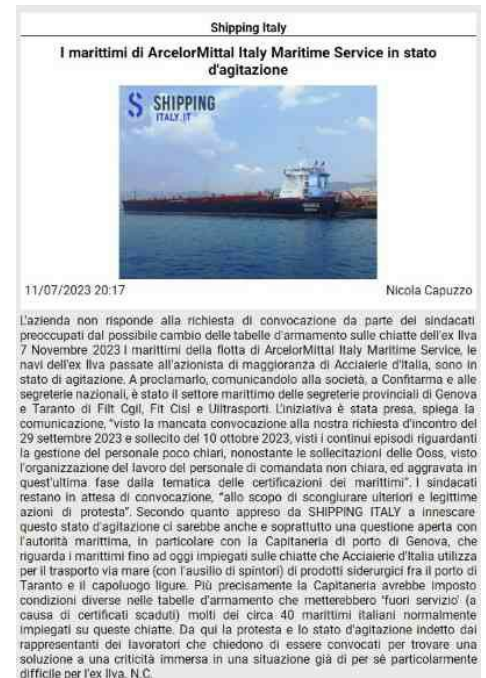 Shipping Italy
I marittimi di ArcelorMittal Italy Maritime Service in stato
d'agitazione
SHIPPING
ITALY.IT
11/07/2023 20:17
Nicola Capuzzo
L'azienda non risponde alla richiesta di convocazione da parte dei sindacati
preoccupati dal possibile cambio delle tabelle d'armamento sulle chiatte dell'ex Ilva
7 Novembre 2023 I marittimi della flotta di ArcelorMittal Italy Maritime Service, le
navi dell'ex Ilva passate all'azionista di maggioranza di Acciaierie d'Italia, sono in
stato di agitazione. A proclamarlo, comunicandolo alla società, a Confitarma e alle
segreterie nazionali, è stato il settore marittimo delle segreterie provinciali di Genova
e Taranto di Filt Cgil, Fit Cisl e Uiltrasporti. L'iniziativa è stata presa, spiega la
comunicazione, "visto la mancata convocazione alla nostra richiesta d'incontro del
29 settembre 2023 e sollecito del 10 ottobre 2023, visti i continui episodi riguardanti
la gestione del personale poco chiari, nonostante le sollecitazioni delle Ooss, visto
l'organizzazione del lavoro del personale di comandata non chiara, ed aggravata in
quest'ultima fase dalla tematica delle certificazioni dei marittimi". I sindacati
restano in attesa di convocazione, "allo scopo di scongiurare ulteriori e legittime
azioni di protesta". Secondo quanto appreso da SHIPPING ITALY a innescare
questo stato d'agitazione ci sarebbe anche e soprattutto una questione aperta con
l'autorità marittima, in particolare con la Capitaneria di porto di Genova, che
riguarda i marittimi fino ad oggi impiegati sulle chiatte che Acciaierie d'Italia utilizza
per il trasporto via mare (con l'ausilio di spintori) di prodotti siderurgici fra il porto di
Taranto e il capoluogo ligure. Più precisamente la Capitaneria avrebbe imposto
condizioni diverse nelle tabelle d'armamento che metterebbero 'fuori servizio' (a
causa di certificati scaduti) molti dei circa 40 marittimi italiani normalmente
impiegati su queste chiatte. Da qui la protesta e lo stato d'agitazione indetto dai
rappresentanti dei lavoratori che chiedono di essere convocati per trovare una
soluzione a una criticità immersa in una situazione già di per sè particolarmente
difficile per l'ex Ilva. N.C.